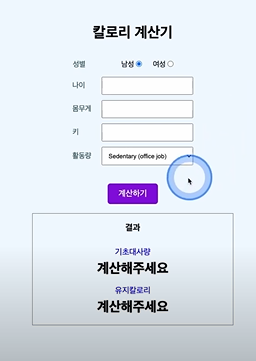 칼로리 계산기
성별 남성 여성
나이
몸무게
키
활동량 Sedentary (office job)
계산하기
결과
기초대사량
계산해주세요
유지칼로리
계산해주세요